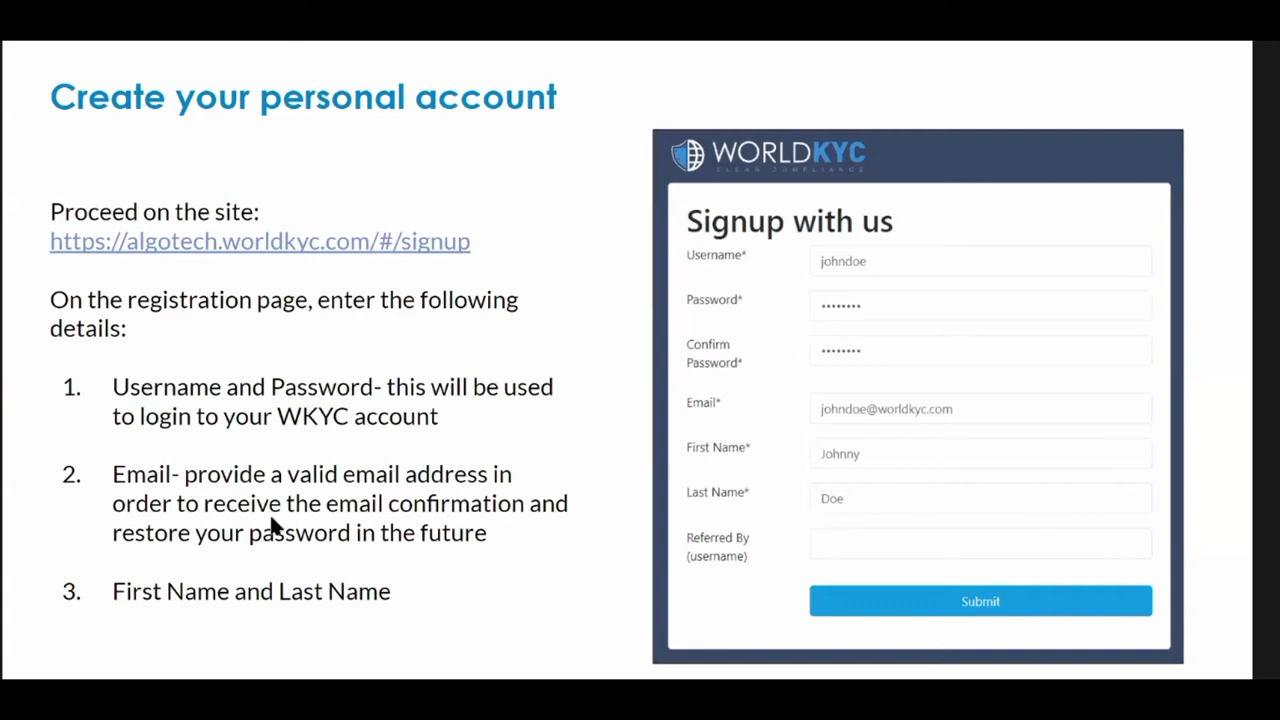 Create your personal account
Proceed on the site:
https://algotech.worldkyc.com/#/signup
On the registration page, enter the following
details:
1. Username and Password- this will be used
to login to your WKYC account
2. Email- provide a valid email address in
order to receive the email confirmation and
restore your password in the future
3. First Name and Last Name
WORLDKYC
CLEAR COMPLIANCE
Signup with us
Username* johndoe
Password* ••••••••
Confirm
Password* ••••••••
Email* johndoe@worldkyc.com
First Name* Johnny
Last Name* Doe
Referred By
(username)
Submit